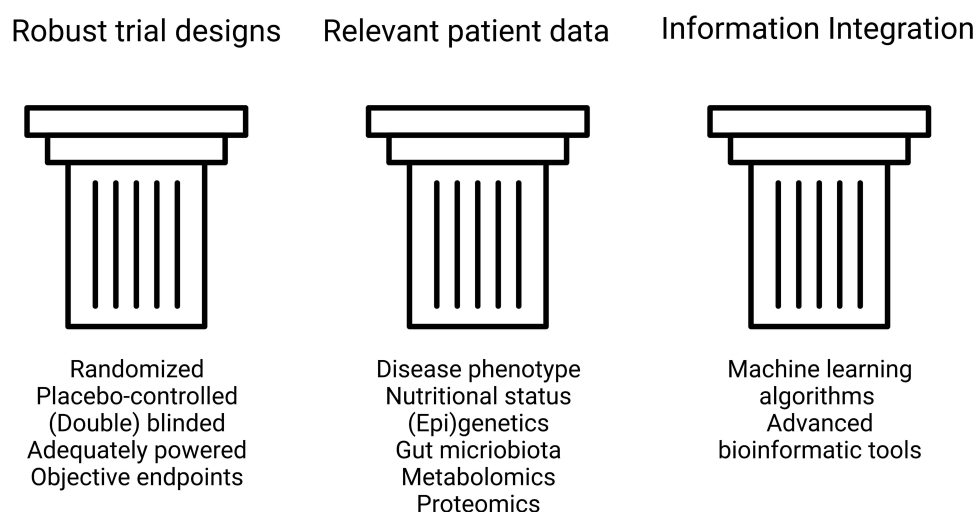 Robust trial designs
Relevant patient data
Information Integration
Randomized
Placebo-controlled
(Double) blinded
Adequately powered
Objective endpoints
Disease phenotype
Nutritional status
(Epi)genetics
Gut micriobiota
Metabolomics
Proteomics
Machine learning
algorithms
Advanced
bioinformatic tools